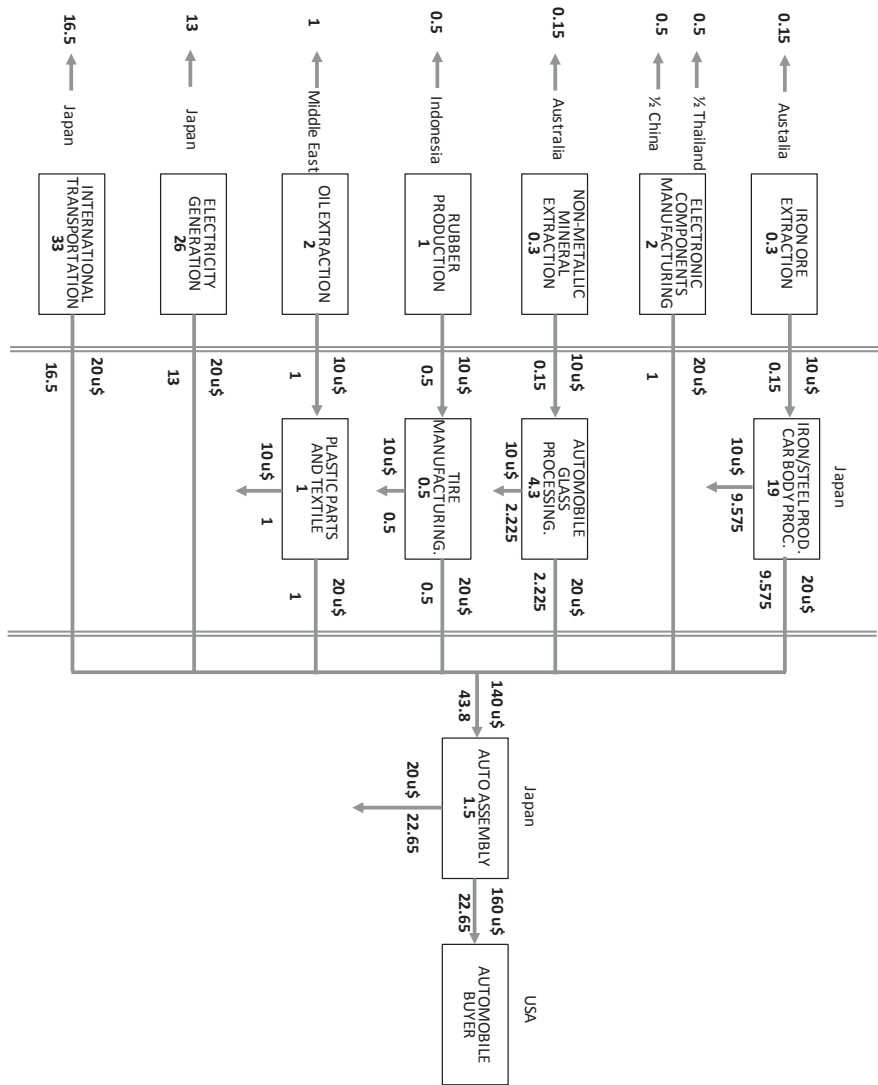 Japan
Austalia
0.15
IRON ORE
EXTRACTION
0.3
10 u$
0.15
IRON/STEEL PROD.
CAR BODY PROC.
19
10 u$
9.575
20 u$
9.575
½ Thailand
0.5
½ China
0.5
ELECTRONIC
COMPONENTS
MANUFACTURING
2
20 u$
1
Australia
0.15
NON-METALLIC
MINERAL
EXTRACTION
0.3
10 u$
0.15
AUTOMOBILE
GLASS
PROCESSING.
4.3
10 u$
2.225
20 u$
2.225
Indonesia
0.5
RUBBER
PRODUCTION
1
10 u$
0.5
TIRE
MANUFACTURING.
0.5
10 u$
0.5
20 u$
0.5
Middle East
1
OIL EXTRACTION
2
10 u$
1
PLASTIC PARTS
AND TEXTILE
1
10 u$
1
20 u$
1
Japan
13
ELECTRICITY
GENERATION
26
20 u$
13
Japan
16.5
INTERNATIONAL
TRANSPORTATION
33
20 u$
16.5
140 u$
43.8
Japan
AUTO ASSEMBLY
1.5
20 u$
22.65
160 u$
22.65
USA
AUTOMOBILE
BUYER